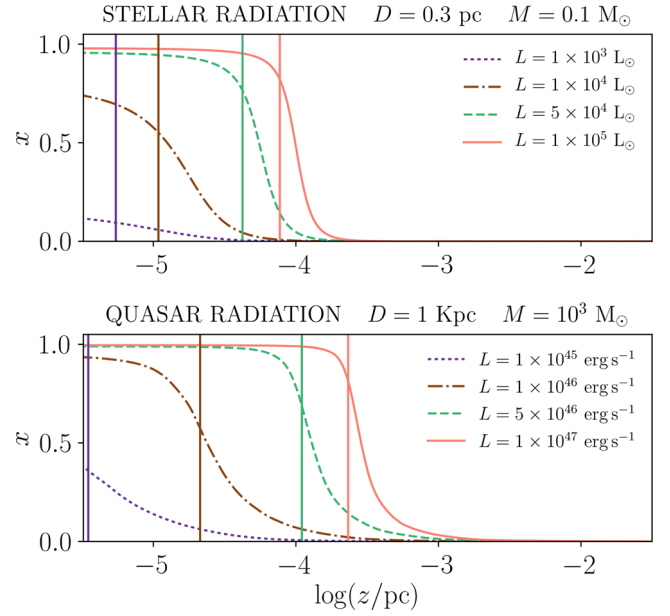 STELLAR RADIATION D = 0.3 pc M = 0.1 M⊙
1.0
0.5
0.0
x
L = 1 × 10³ L⊙
L = 1 × 10⁴ L⊙
L = 5 × 10⁴ L⊙
L = 1 × 10⁵ L⊙
−5 −4 −3 −2
QUASAR RADIATION D = 1 Kpc M = 10³ M⊙
1.0
0.5
0.0
x
L = 1 × 10⁴⁵ erg s⁻¹
L = 1 × 10⁴⁶ erg s⁻¹
L = 5 × 10⁴⁶ erg s⁻¹
L = 1 × 10⁴⁷ erg s⁻¹
−5 −4 −3 −2
log(z/pc)